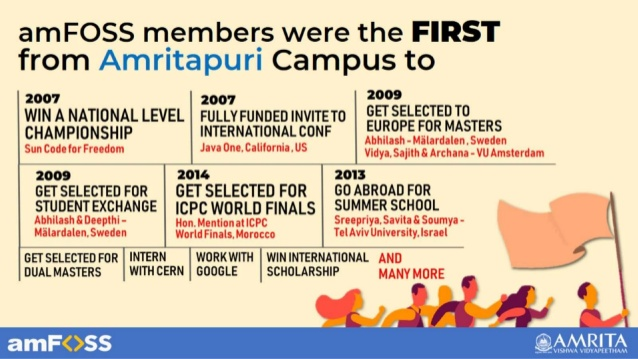 amFOSS members were the FIRST
from Amritapuri Campus to
2007
WIN A NATIONAL LEVEL
CHAMPIONSHIP
Sun Code for Freedom
2007
FULLY FUNDED INVITE TO
INTERNATIONAL CONF
Java One, California, US
2009
GET SELECTED TO
EUROPE FOR MASTERS
Abhilash - Mälardalen, Sweden
Vidya, Sajith & Archana - VU Amsterdam
2009
GET SELECTED FOR
STUDENT EXCHANGE
Abhilash & Deepthi -
Mälardalen, Sweden
2014
GET SELECTED FOR
ICPC WORLD FINALS
Hon. Mention at ICPC
World Finals, Morocco
2013
GO ABROAD FOR
SUMMER SCHOOL
Sreepriya, Savita & Soumya -
Tel Aviv University, Israel
GET SELECTED FOR
DUAL MASTERS
INTERN
WITH CERN
WORK WITH
GOOGLE
WIN INTERNATIONAL
SCHOLARSHIP
AND
MANY MORE
amF<>SS
AMRITA
VISHWA VIDYAPEETHAM